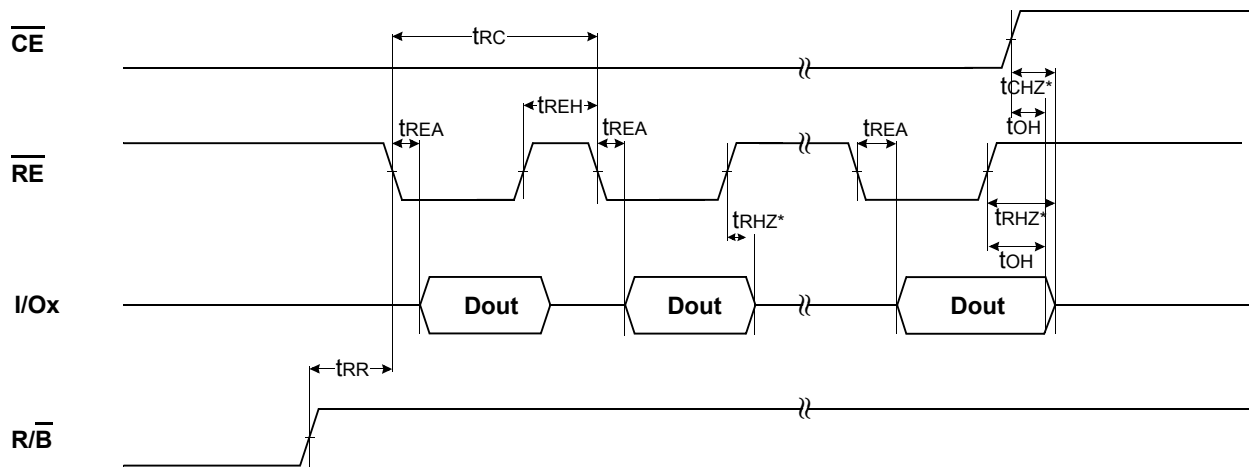 CE
tRC
tCHZ*
tREH
tOH
tREA
tREA
tREA
RE
tRHZ*
tRHZ*
tOH
I/Ox
Dout
Dout
Dout
tRR
R/B